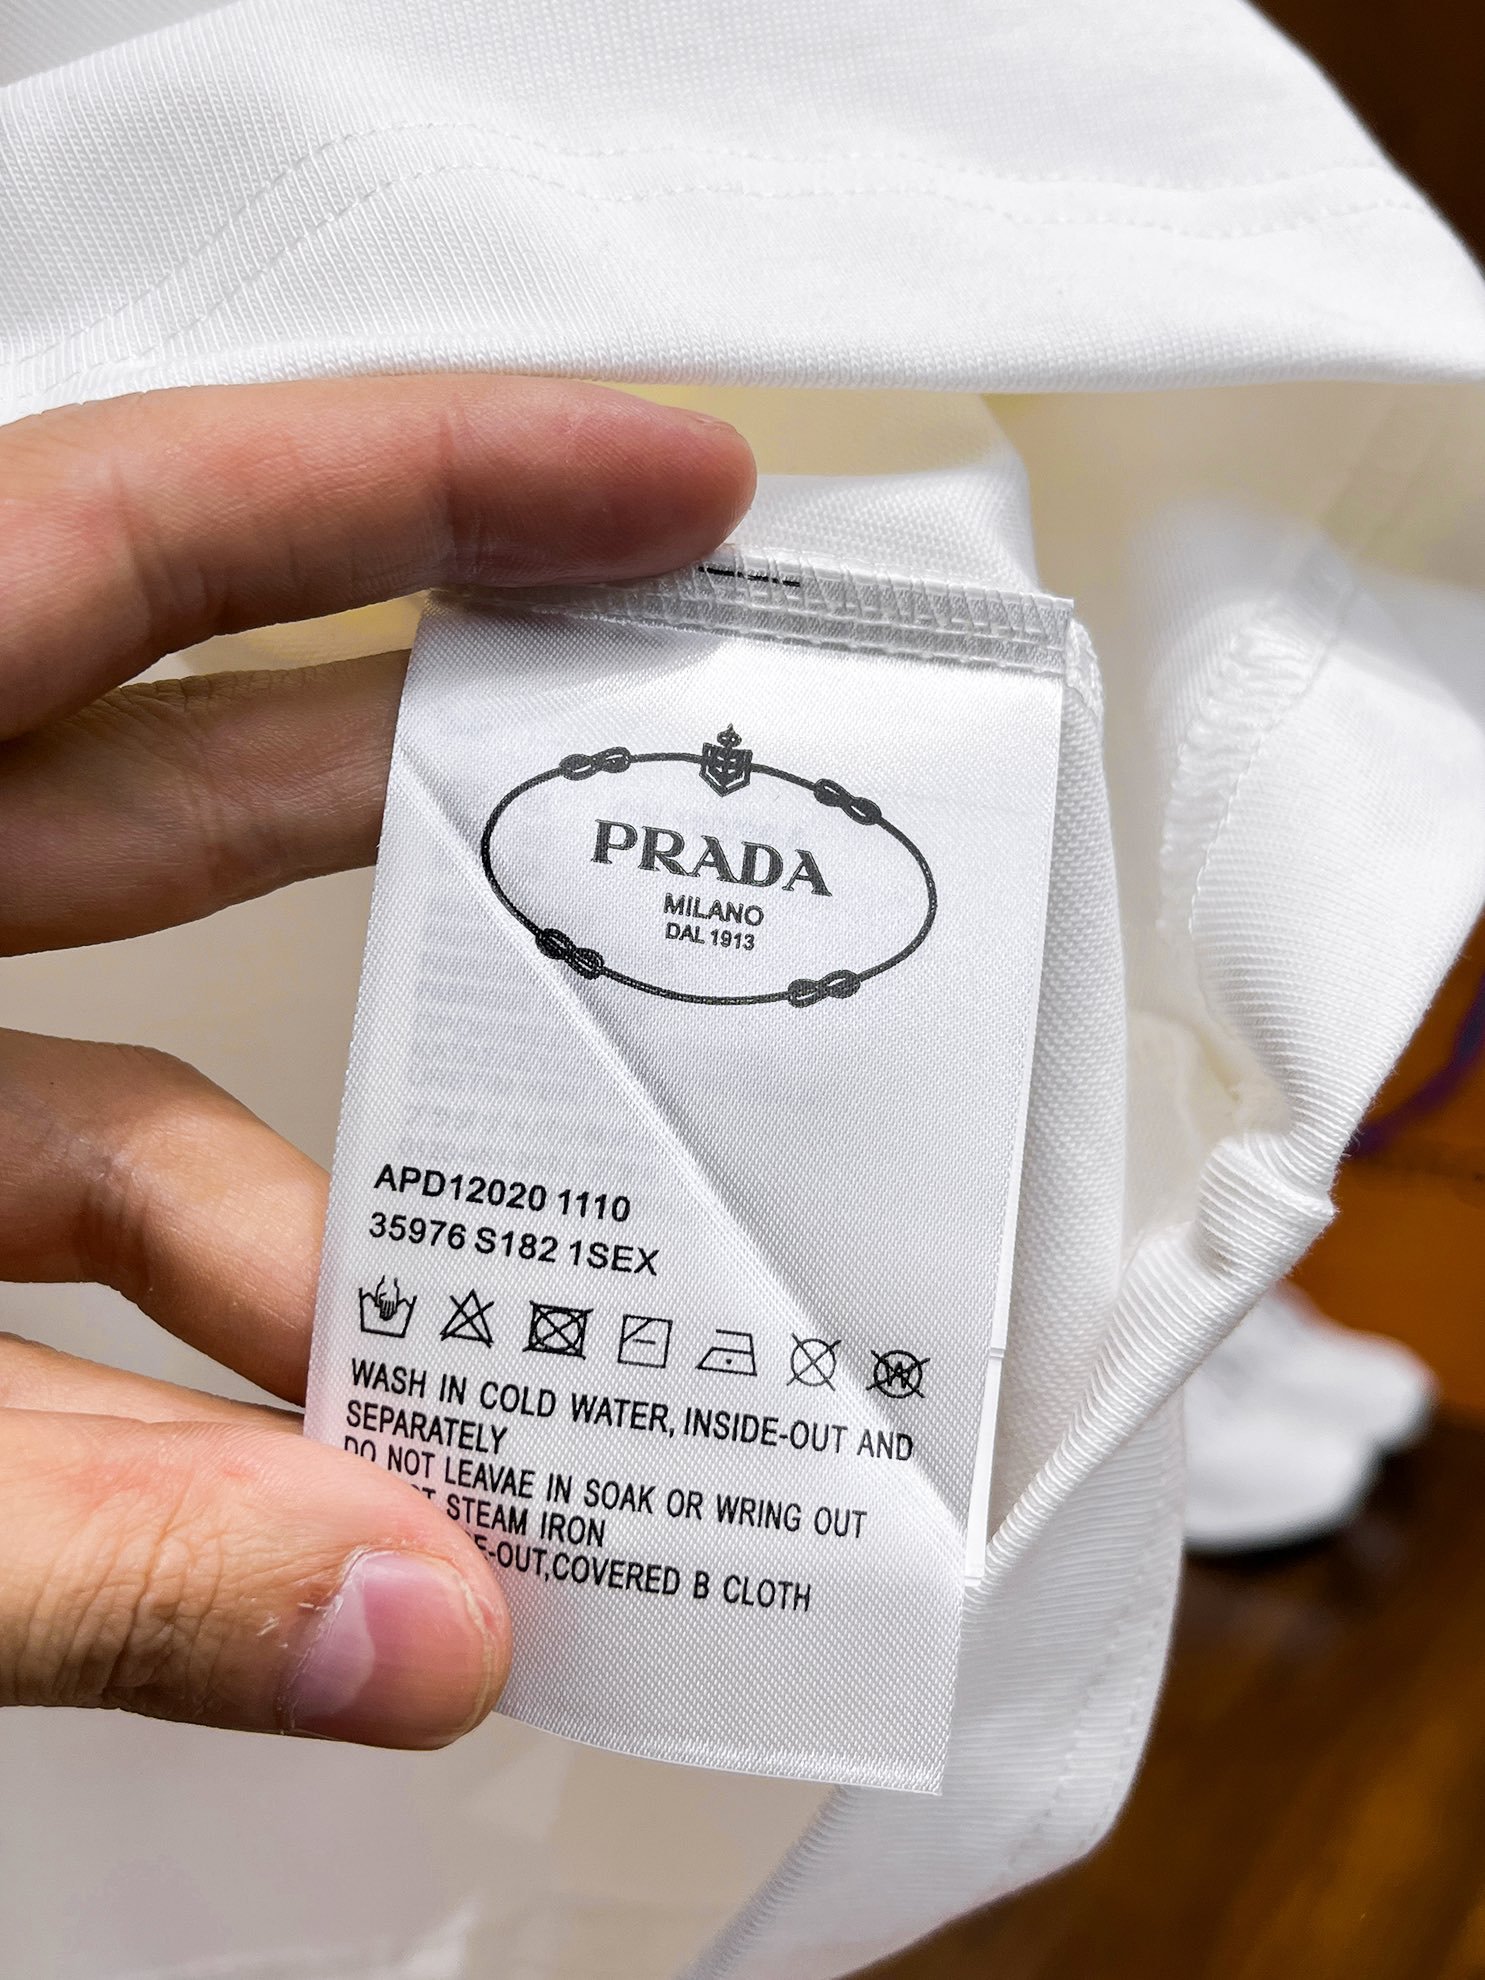 PRADA
MILANO
DAL 1913
APD12020 1110
35976 S182 1SEX
W
WASH IN COLD WATER, INSIDE-OUT AND
SEPARATELY
DO NOT LEAVAE IN SOAK OR WRING OUT
STEAM IRON
OUT,COVERED B CLOTH